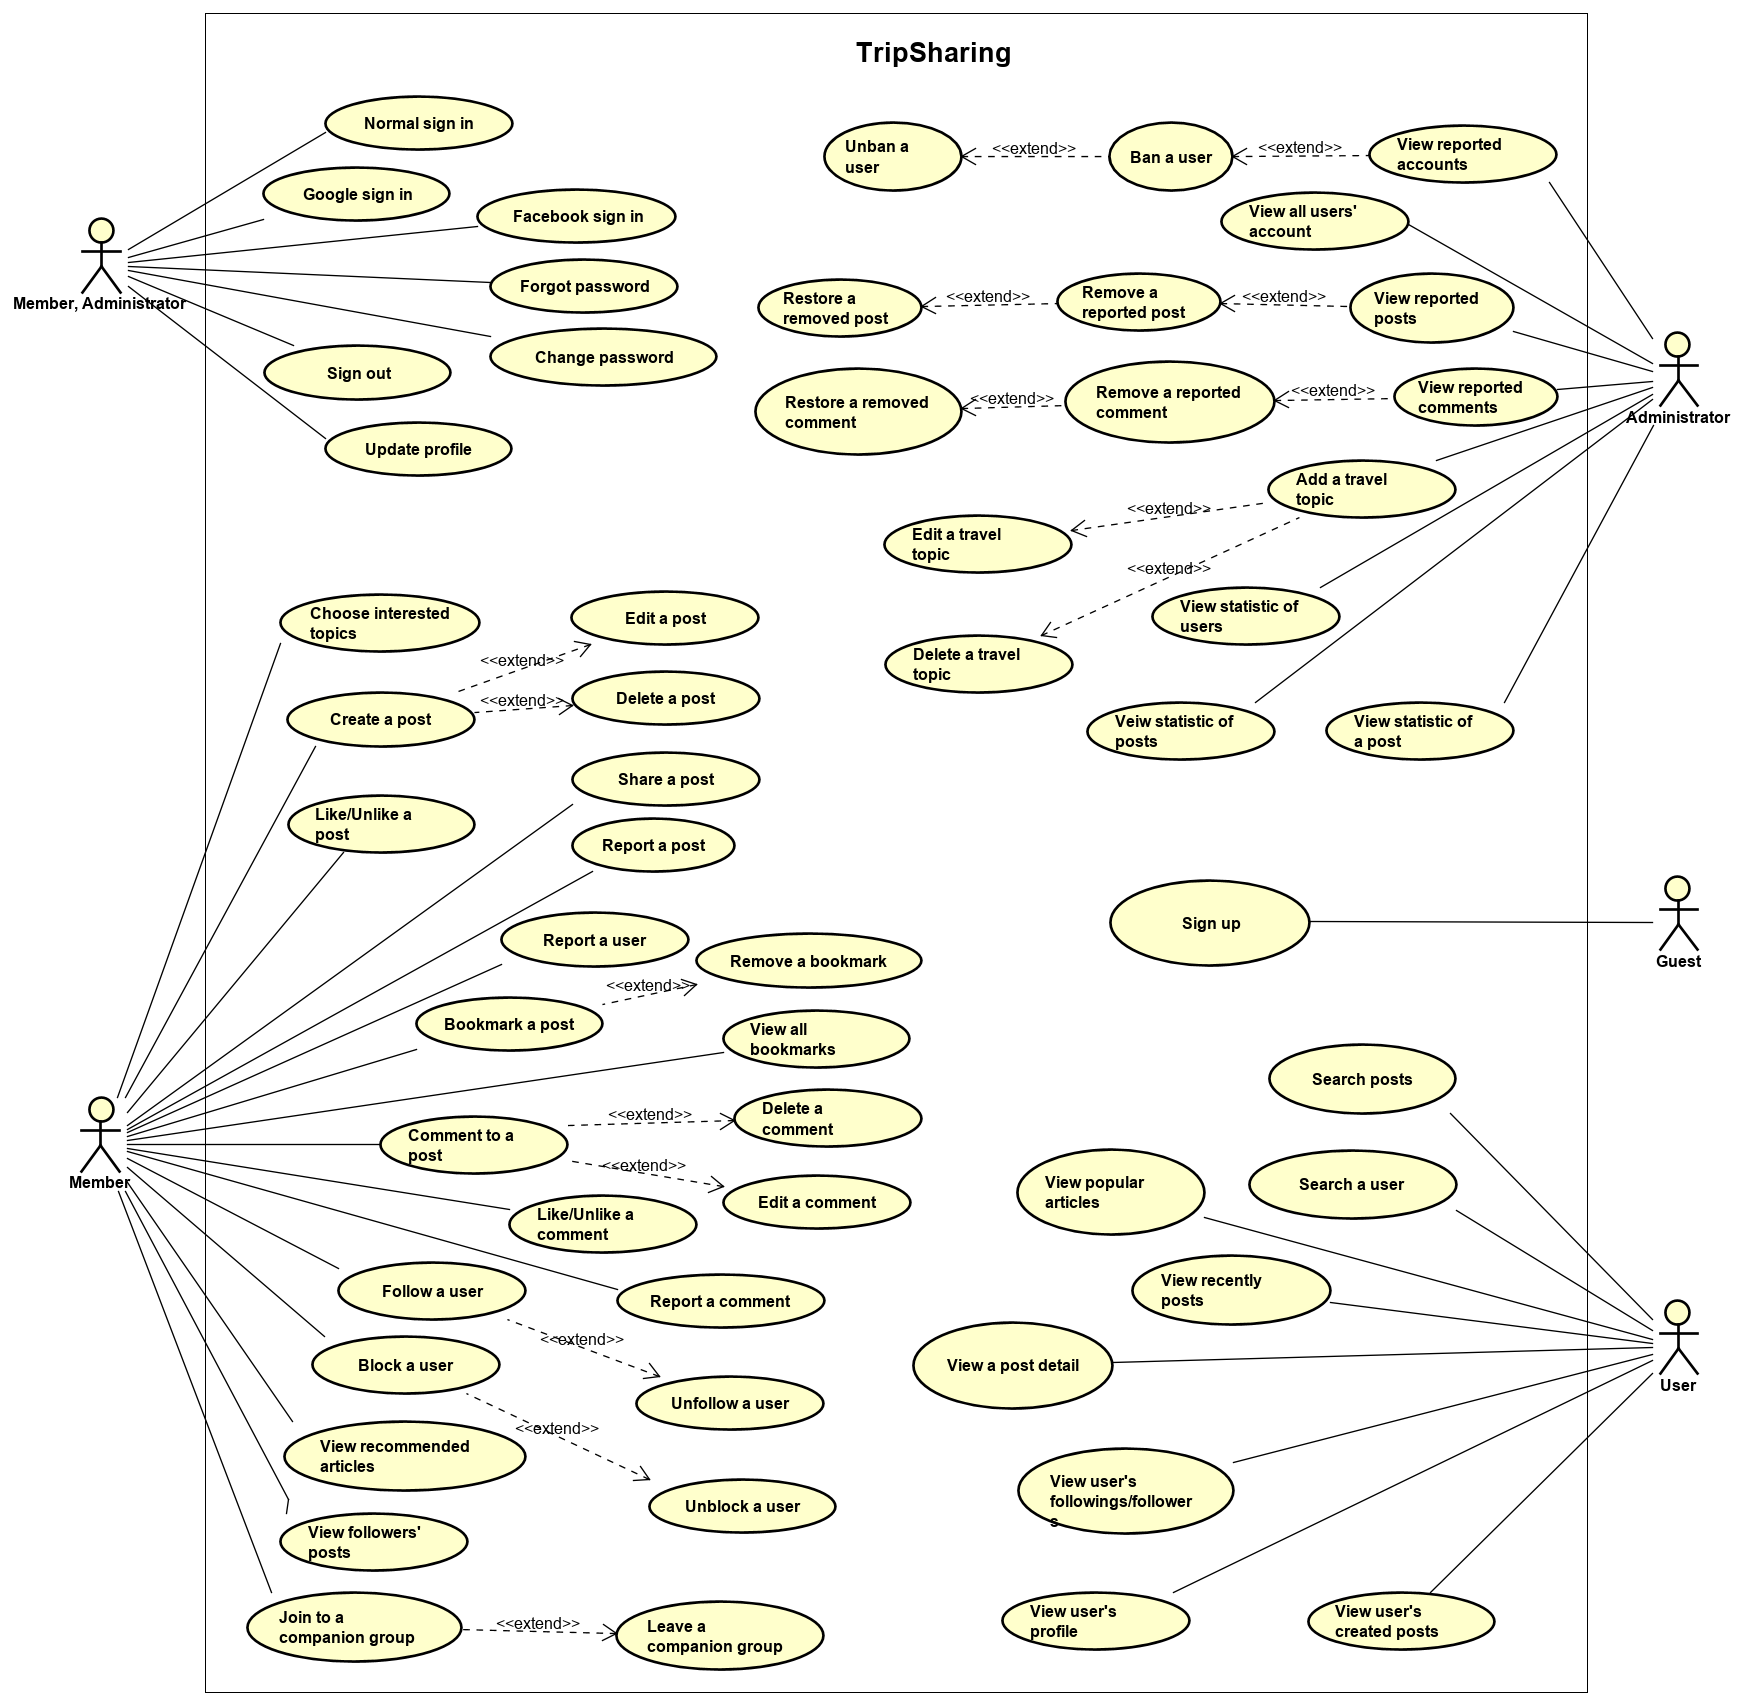 TripSharing
Normal sign in
Google sign in
Facebook sign in
Forgot password
Change password
Sign out
Update profile
Member, Administrator
Unban a
user
<<extend>>
Ban a user
<<extend>>
View reported
accounts
View all users'
account
Restore a
removed post
<<extend>>
Remove a
reported post
<<extend>>
View reported
posts
Restore a removed
comment
<<extend>>
Remove a reported
comment
<<extend>>
View reported
comments
Administrator
Add a travel
topic
<<extend>>
Edit a travel
topic
<<extend>>
Delete a travel
topic
View statistic of
users
Veiw statistic of
posts
View statistic of
a post
Choose interested
topics
Edit a post
<<extend>>
<<extend>>
Delete a post
Create a post
Share a post
Like/Unlike a
post
Report a post
Report a user
Remove a bookmark
<<extend>>
Bookmark a post
View all
bookmarks
Delete a
comment
<<extend>>
Comment to a
post
<<extend>>
Edit a comment
Member
Like/Unlike a
comment
Follow a user
Report a comment
<<extend>>
Block a user
Unfollow a user
<<extend>>
View recommended
articles
Unblock a user
View followers'
posts
Join to a
companion group
<<extend>>
Leave a
companion group
Sign up
Guest
Search posts
View popular
articles
Search a user
View recently
posts
View a post detail
User
View user's
followings/follower
s
View user's
profile
View user's
created posts